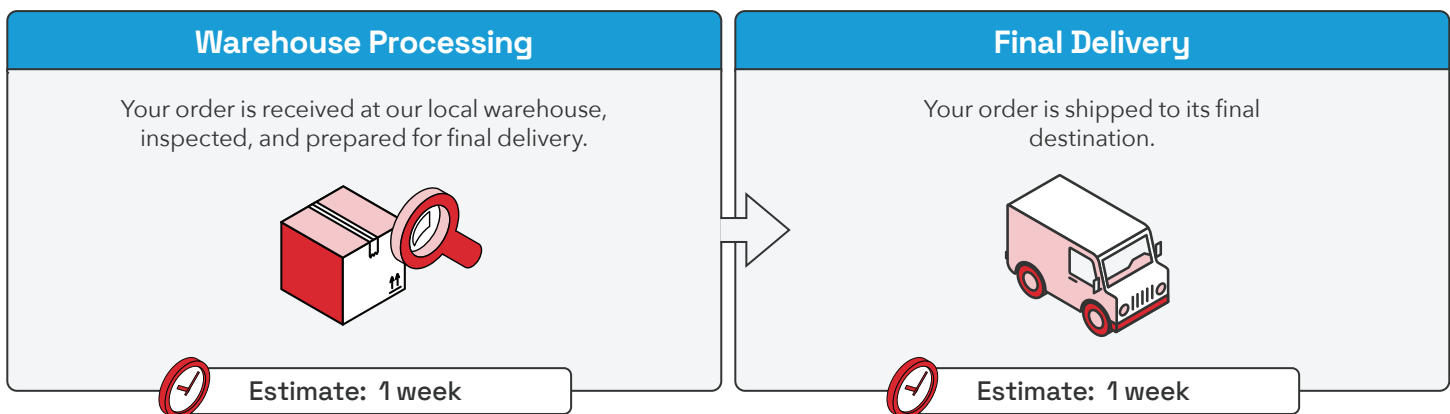 Warehouse Processing
Your order is received at our local warehouse,
inspected, and prepared for final delivery.
Estimate: 1 week
Final Delivery
Your order is shipped to its final
destination.
Estimate: 1 week